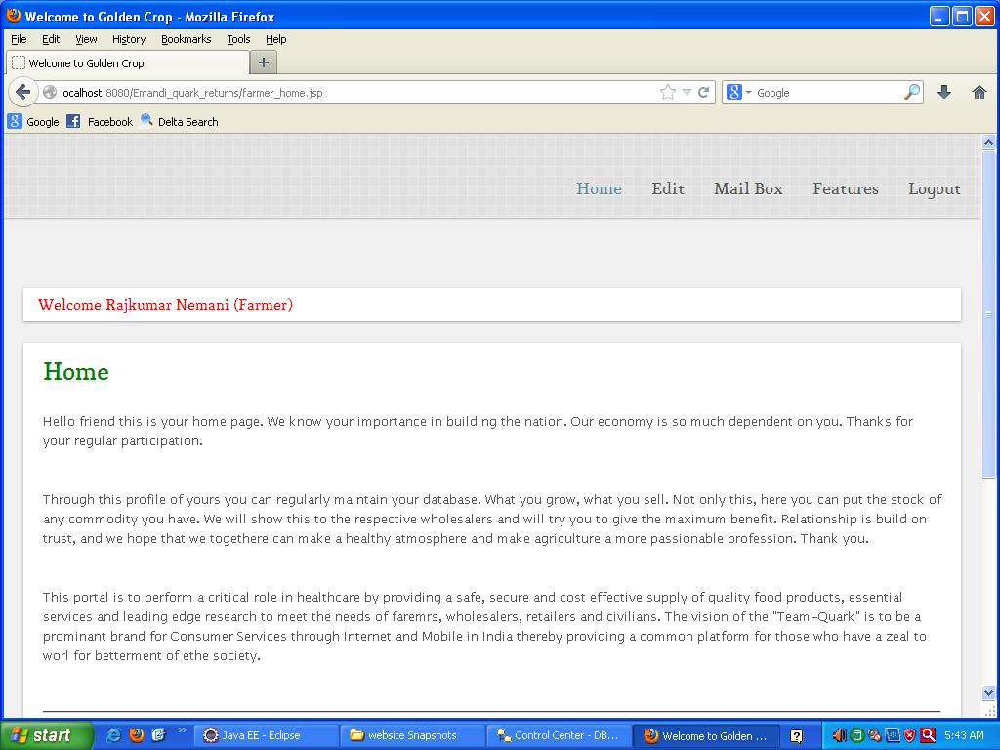 Welcome to Golden Crop - Mozilla Firefox
File Edit View History Bookmarks Tools Help
Welcome to Golden Crop
localhost:8080/Emandi_quark_returns/farmer_home.jsp
Google
Google Facebook Delta Search
Home Edit Mail Box Features Logout
Welcome Rajkumar Nemani (Farmer)
Home
Hello friend this is your home page. We know your importance in building the nation. Our economy is so much dependent on you. Thanks for
your regular participation.
Through this profile of yours you can regularly maintain your database. What you grow, what you sell. Not only this, here you can put the stock of
any commodity you have. We will show this to the respective wholesalers and will try you to give the maximum benefit. Relationship is build on
trust, and we hope that we togethere can make a healthy atmosphere and make agriculture a more passionable profession. Thank you.
This portal is to perform a critical role in healthcare by providing a safe, secure and cost effective supply of quality food products, essential
services and leading edge research to meet the needs of faremrs, wholesalers, retailers and civilians. The vision of the "Team-Quark" is to be a
prominant brand for Consumer Services through Internet and Mobile in India thereby providing a common platform for those who have a zeal to
worl for betterment of ethe society.
start Java EE - Eclipse website Snapshots Control Center - DB... Welcome to Golden ... 5:43 AM